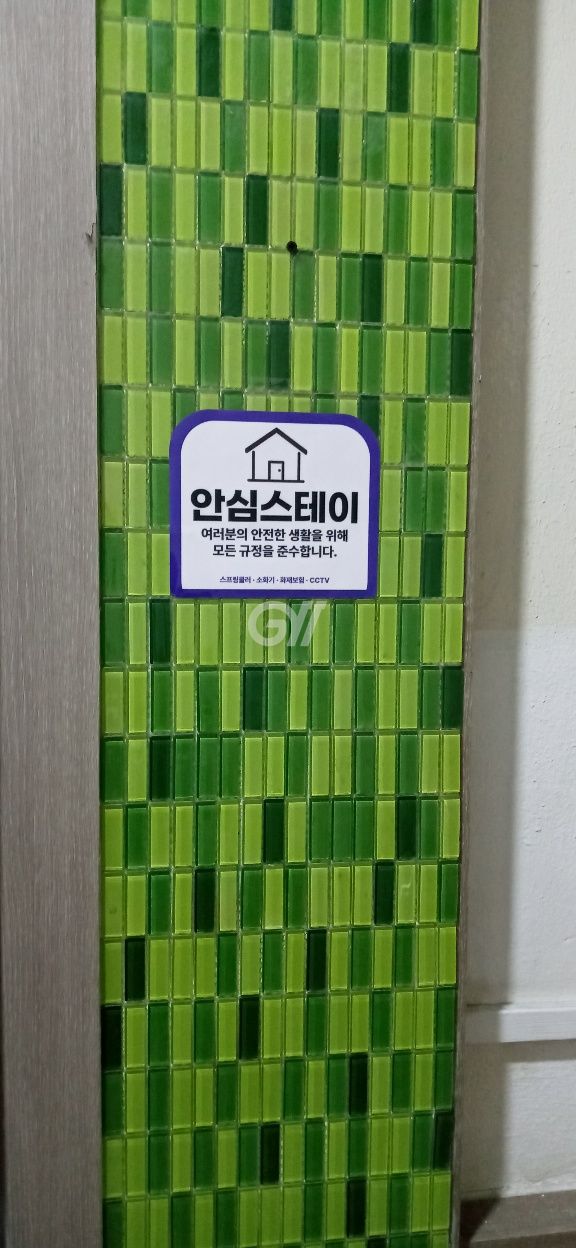 안심스테이
여러분의 안전한 생활을 위해
모든 규정을 준수합니다.
스프링쿨러 · 소화기 · 화재보험 · CCTV